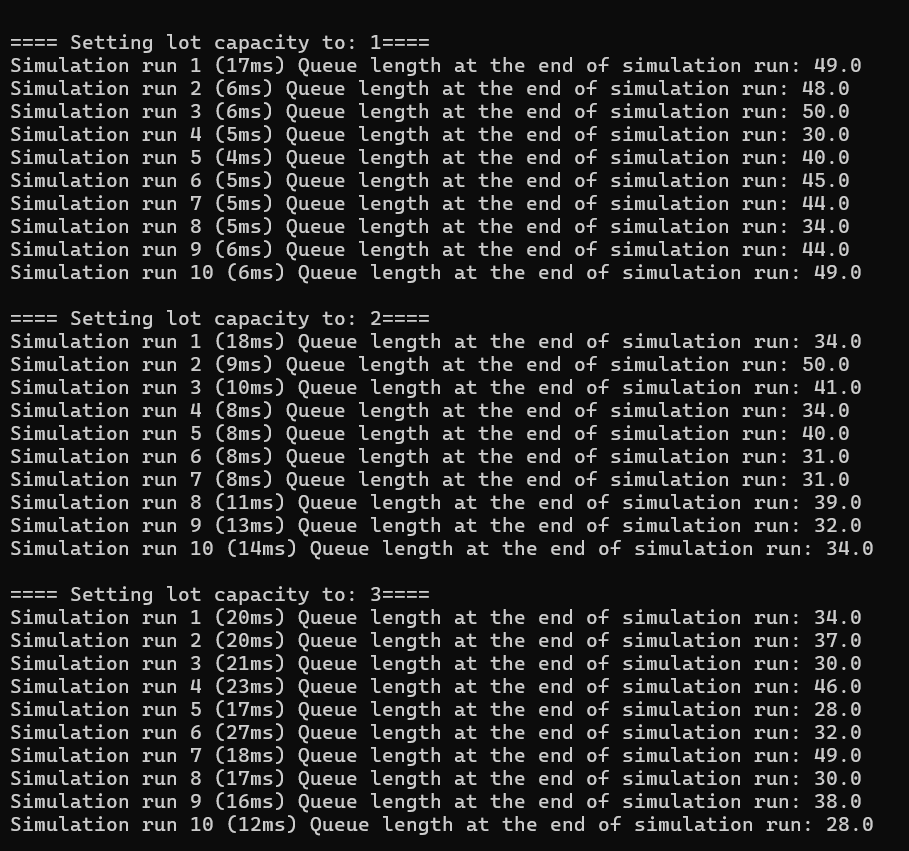 ==== Setting lot capacity to: 1====
Simulation run 1 (17ms) Queue length at the end of simulation run: 49.0
Simulation run 2 (6ms) Queue length at the end of simulation run: 48.0
Simulation run 3 (6ms) Queue length at the end of simulation run: 50.0
Simulation run 4 (5ms) Queue length at the end of simulation run: 30.0
Simulation run 5 (4ms) Queue length at the end of simulation run: 40.0
Simulation run 6 (5ms) Queue length at the end of simulation run: 45.0
Simulation run 7 (5ms) Queue length at the end of simulation run: 44.0
Simulation run 8 (5ms) Queue length at the end of simulation run: 34.0
Simulation run 9 (6ms) Queue length at the end of simulation run: 44.0
Simulation run 10 (6ms) Queue length at the end of simulation run: 49.0

==== Setting lot capacity to: 2====
Simulation run 1 (18ms) Queue length at the end of simulation run: 34.0
Simulation run 2 (9ms) Queue length at the end of simulation run: 50.0
Simulation run 3 (10ms) Queue length at the end of simulation run: 41.0
Simulation run 4 (8ms) Queue length at the end of simulation run: 34.0
Simulation run 5 (8ms) Queue length at the end of simulation run: 40.0
Simulation run 6 (8ms) Queue length at the end of simulation run: 31.0
Simulation run 7 (8ms) Queue length at the end of simulation run: 31.0
Simulation run 8 (11ms) Queue length at the end of simulation run: 39.0
Simulation run 9 (13ms) Queue length at the end of simulation run: 32.0
Simulation run 10 (14ms) Queue length at the end of simulation run: 34.0

==== Setting lot capacity to: 3====
Simulation run 1 (20ms) Queue length at the end of simulation run: 34.0
Simulation run 2 (20ms) Queue length at the end of simulation run: 37.0
Simulation run 3 (21ms) Queue length at the end of simulation run: 30.0
Simulation run 4 (23ms) Queue length at the end of simulation run: 46.0
Simulation run 5 (17ms) Queue length at the end of simulation run: 28.0
Simulation run 6 (27ms) Queue length at the end of simulation run: 32.0
Simulation run 7 (18ms) Queue length at the end of simulation run: 49.0
Simulation run 8 (17ms) Queue length at the end of simulation run: 30.0
Simulation run 9 (16ms) Queue length at the end of simulation run: 38.0
Simulation run 10 (12ms) Queue length at the end of simulation run: 28.0